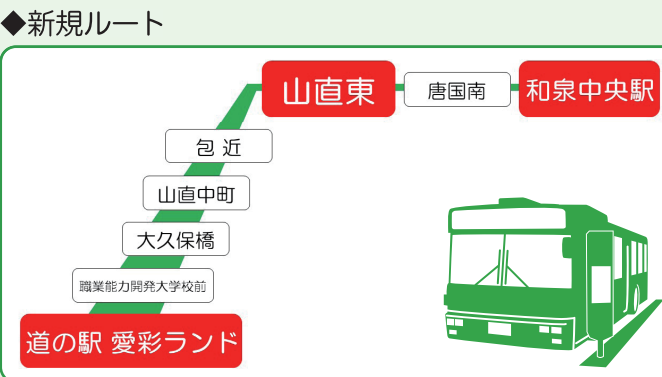 ◆新規ルート
山直東
唐国南
和泉中央駅
包近
山直中町
大久保橋
職業能力開発大学校前
道の駅 愛彩ランド